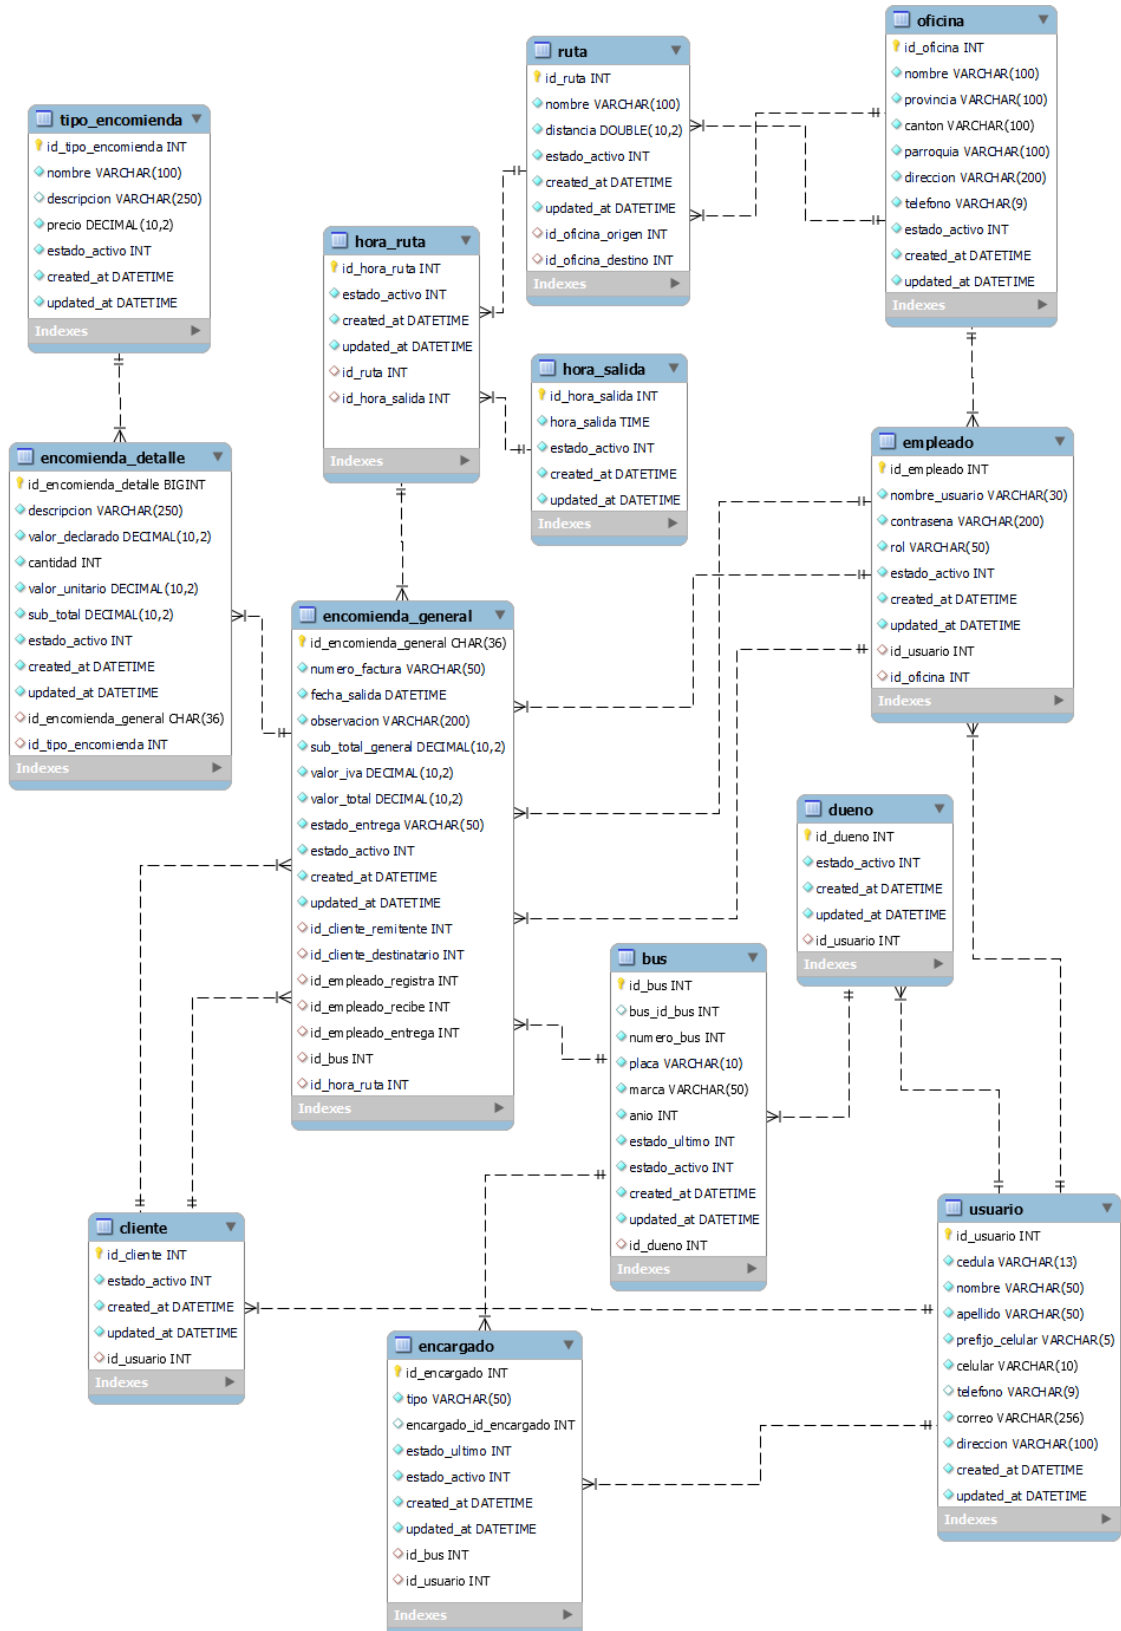 tipo_encomienda
id_tipo_encomienda INT
nombre VARCHAR(100)
descripcion VARCHAR(250)
precio DECIMAL(10,2)
estado_activo INT
created_at DATETIME
updated_at DATETIME
Indexes
ruta
id_ruta INT
nombre VARCHAR(100)
distancia DOUBLE(10,2)
estado_activo INT
created_at DATETIME
updated_at DATETIME
id_oficina_origen INT
id_oficina_destino INT
Indexes
oficina
id_oficina INT
nombre VARCHAR(100)
provincia VARCHAR(100)
canton VARCHAR(100)
parroquia VARCHAR(100)
direccion VARCHAR(200)
telefono VARCHAR(9)
estado_activo INT
created_at DATETIME
updated_at DATETIME
Indexes
hora_ruta
id_hora_ruta INT
estado_activo INT
created_at DATETIME
updated_at DATETIME
id_ruta INT
id_hora_salida INT
Indexes
hora_salida
id_hora_salida INT
hora_salida TIME
estado_activo INT
created_at DATETIME
updated_at DATETIME
Indexes
encomienda_detalle
id_encomienda_detalle BIGINT
descripcion VARCHAR(250)
valor_declarado DECIMAL(10,2)
cantidad INT
valor_unitario DECIMAL(10,2)
sub_total DECIMAL(10,2)
estado_activo INT
created_at DATETIME
updated_at DATETIME
id_encomienda_general CHAR(36)
id_tipo_encomienda INT
Indexes
empleado
id_empleado INT
nombre_usuario VARCHAR(30)
contrasena VARCHAR(200)
rol VARCHAR(50)
estado_activo INT
created_at DATETIME
updated_at DATETIME
id_usuario INT
id_oficina INT
Indexes
encomienda_general
id_encomienda_general CHAR(36)
numero_factura VARCHAR(50)
fecha_salida DATETIME
observacion VARCHAR(200)
sub_total_general DECIMAL(10,2)
valor_iva DECIMAL(10,2)
valor_total DECIMAL(10,2)
estado_entrega VARCHAR(50)
estado_activo INT
created_at DATETIME
updated_at DATETIME
id_cliente_remitente INT
id_cliente_destinatario INT
id_empleado_registra INT
id_empleado_recibe INT
id_empleado_entrega INT
id_bus INT
id_hora_ruta INT
Indexes
dueno
id_dueno INT
estado_activo INT
created_at DATETIME
updated_at DATETIME
id_usuario INT
Indexes
bus
id_bus INT
bus_id_bus INT
numero_bus INT
placa VARCHAR(10)
marca VARCHAR(50)
anio INT
estado_ultimo INT
estado_activo INT
created_at DATETIME
updated_at DATETIME
id_dueno INT
Indexes
cliente
id_cliente INT
estado_activo INT
created_at DATETIME
updated_at DATETIME
id_usuario INT
Indexes
usuario
id_usuario INT
cedula VARCHAR(13)
nombre VARCHAR(50)
apellido VARCHAR(50)
prefijo_celular VARCHAR(5)
celular VARCHAR(10)
telefono VARCHAR(9)
correo VARCHAR(256)
direccion VARCHAR(100)
created_at DATETIME
updated_at DATETIME
Indexes
encargado
id_encargado INT
tipo VARCHAR(50)
encargado_id_encargado INT
estado_ultimo INT
estado_activo INT
created_at DATETIME
updated_at DATETIME
id_bus INT
id_usuario INT
Indexes